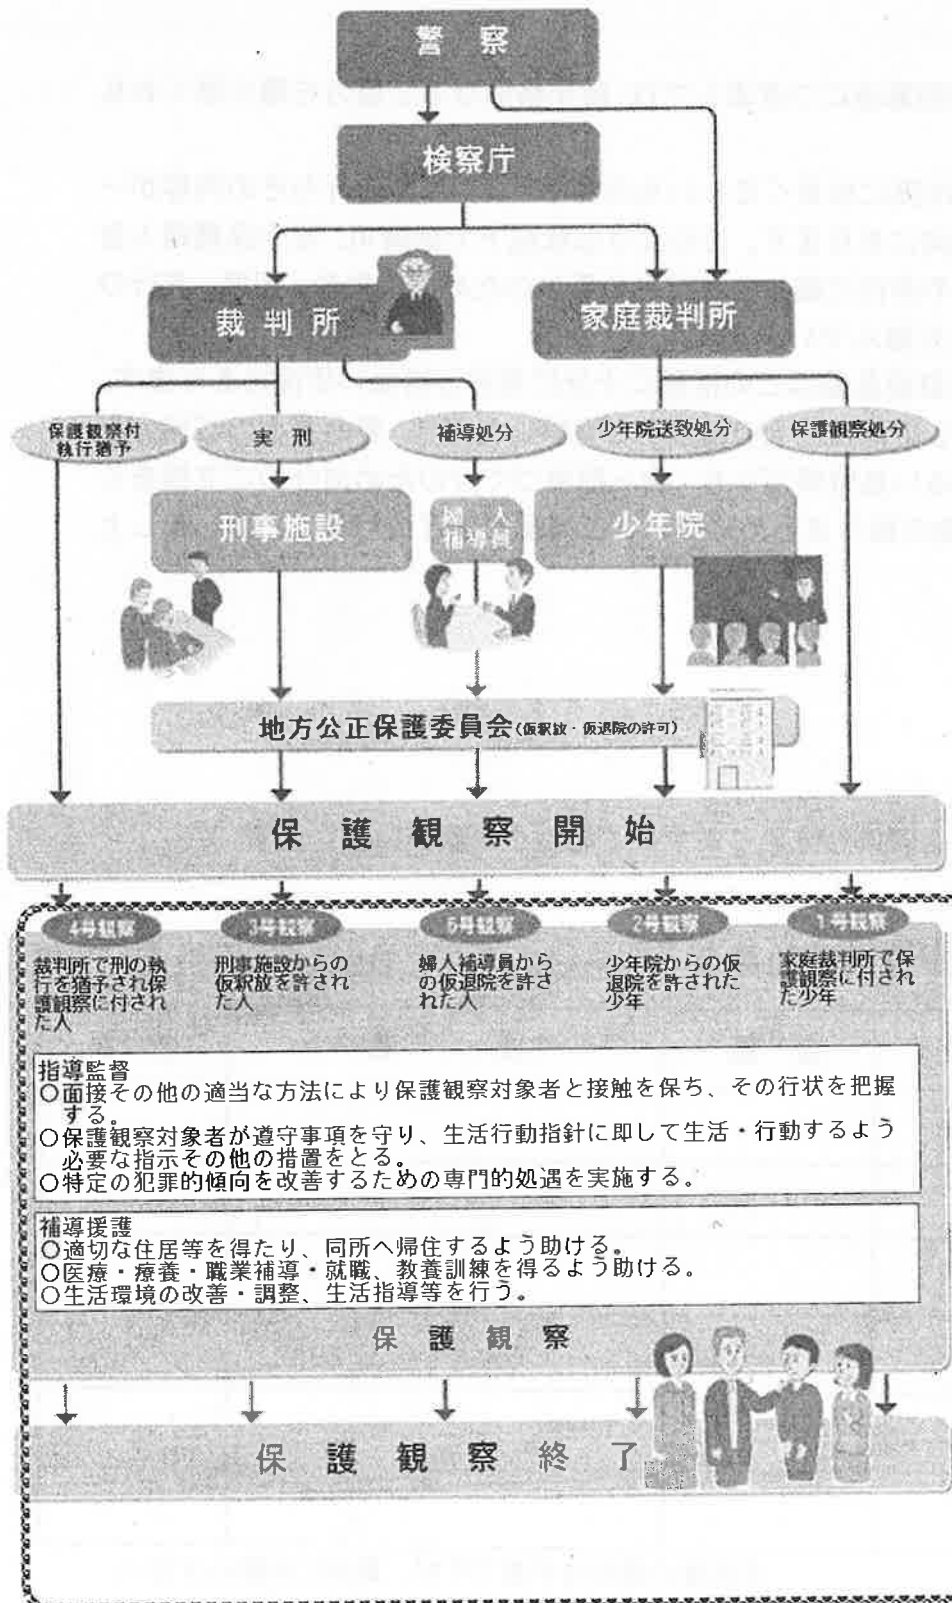 警 察
検察庁
裁 判 所
家庭裁判所
保護観察付
執行猶予
実 刑
補導処分
少年院送致処分
保護観察処分
刑事施設
婦 人
補導員
少年院
地方公正保護委員会(仮釈放・仮退院の許可)
保 護 観 察 開 始
4号観察
3号観察
5号観察
2号観察
1号観察
裁判所で刑の執
行を猶予され保
護観察に付され
た人
刑事施設からの
仮釈放を許され
た人
婦人補導員から
の仮退院を許さ
れた人
少年院からの仮
退院を許された
少年
家庭裁判所で保
護観察に付され
た少年
指導監督
○面接その他の適当な方法により保護観察対象者と接触を保ち、その行状を把握
する。
○保護観察対象者が遵守事項を守り、生活行動指針に即して生活・行動するよう
必要な指示その他の措置をとる。
○特定の犯罪的傾向を改善するための専門的処遇を実施する。
補導援護
○適切な住居等を得たり、同所へ帰住するよう助ける。
○医療・療養・職業補導・就職、教養訓練を得るよう助ける。
○生活環境の改善・調整、生活指導等を行う。
保 護 観 察
保 護 観 察 終 了